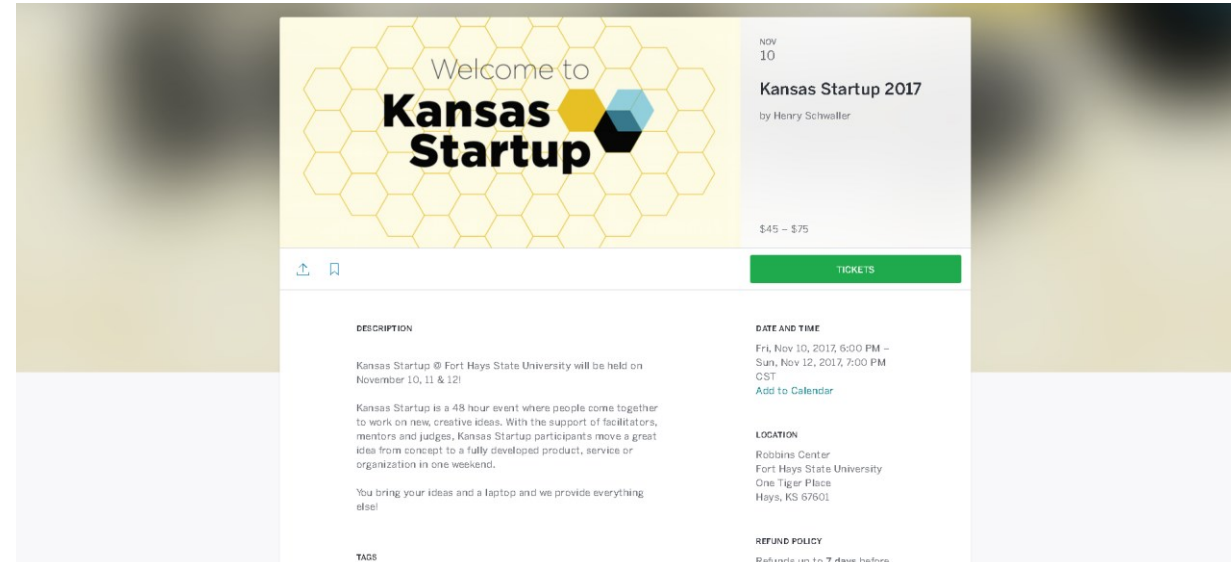 Welcome to
Kansas
Startup
NOV
10
Kansas Startup 2017
by Henry Schwaller
$45 – $75
TICKETS
DESCRIPTION
Kansas Startup @ Fort Hays State University will be held on
November 10, 11 & 12!
Kansas Startup is a 48 hour event where people come together
to work on new, creative ideas. With the support of facilitators,
mentors and judges, Kansas Startup participants move a great
idea from concept to a fully developed product, service or
organization in one weekend.
You bring your ideas and a laptop and we provide everything
else!
TAGS
DATE AND TIME
Fri, Nov 10, 2017, 6:00 PM –
Sun, Nov 12, 2017, 7:00 PM
CST
Add to Calendar
LOCATION
Robbins Center
Fort Hays State University
One Tiger Place
Hays, KS 67601
REFUND POLICY
Refunds up to 7 days before